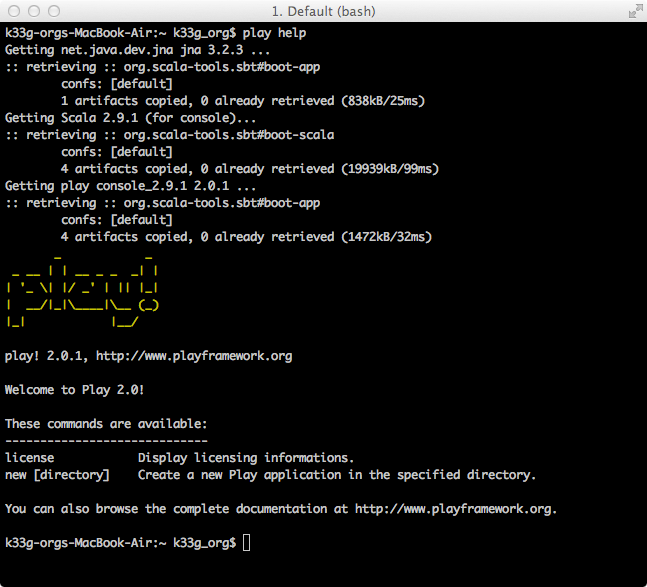 1. Default (bash)
k33g-orgs-MacBook-Air:~ k33g_org$ play help
Getting net.java.dev.jna jna 3.2.3 ...
:: retrieving :: org.scala-tools.sbt#boot-app
confs: [default]
1 artifacts copied, 0 already retrieved (838kB/25ms)
Getting Scala 2.9.1 (for console)...
:: retrieving :: org.scala-tools.sbt#boot-scala
confs: [default]
4 artifacts copied, 0 already retrieved (19939kB/99ms)
Getting play console_2.9.1 2.0.1 ...
:: retrieving :: org.scala-tools.sbt#boot-app
confs: [default]
4 artifacts copied, 0 already retrieved (1472kB/32ms)
play!
play! 2.0.1, http://www.playframework.org
Welcome to Play 2.0!
These commands are available:
-----------------------------
license Display licensing informations.
new [directory] Create a new Play application in the specified directory.
You can also browse the complete documentation at http://www.playframework.org.
k33g-orgs-MacBook-Air:~ k33g_org$